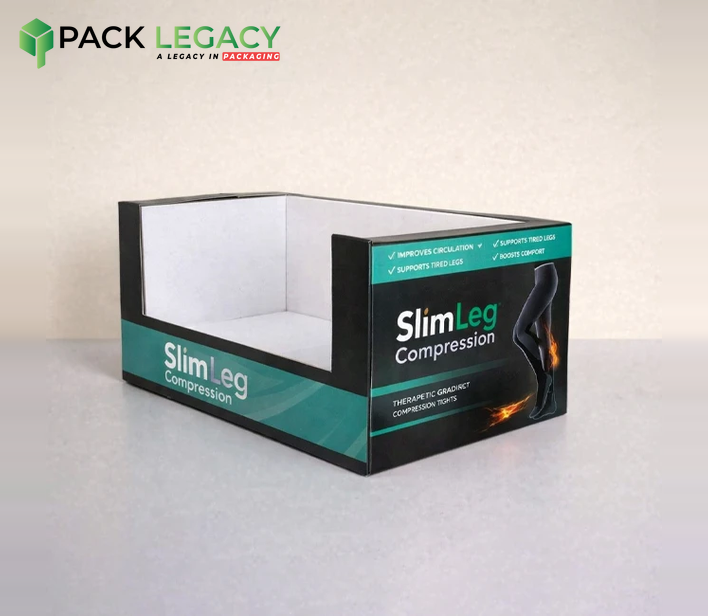 PACK LEGACY
A LEGACY IN PACKAGING
✓ IMPROVES CIRCULATION ✓
✓ SUPPORTS TIRED LEGS
✓ SUPPORTS TIRED LEGS
✓ BOOSTS COMFORT
SlimLeg
Compression
THERAPETIC GRADIRCT
COMPRESSION TIGHTS
SlimLeg
Compression